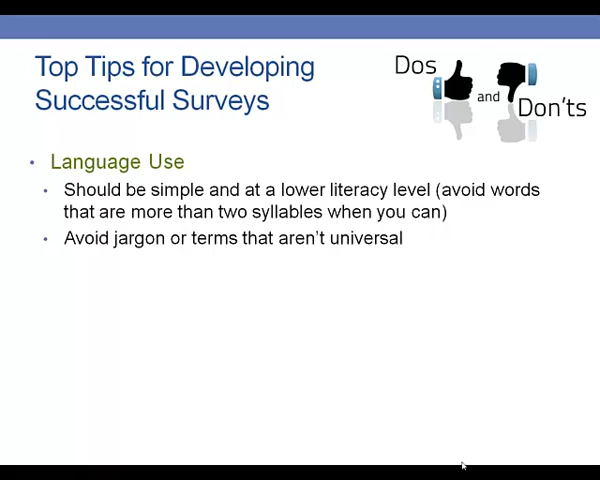 Top Tips for Developing
Successful Surveys
Dos
and
Don'ts
• Language Use
• Should be simple and at a lower literacy level (avoid words
that are more than two syllables when you can)
• Avoid jargon or terms that aren't universal